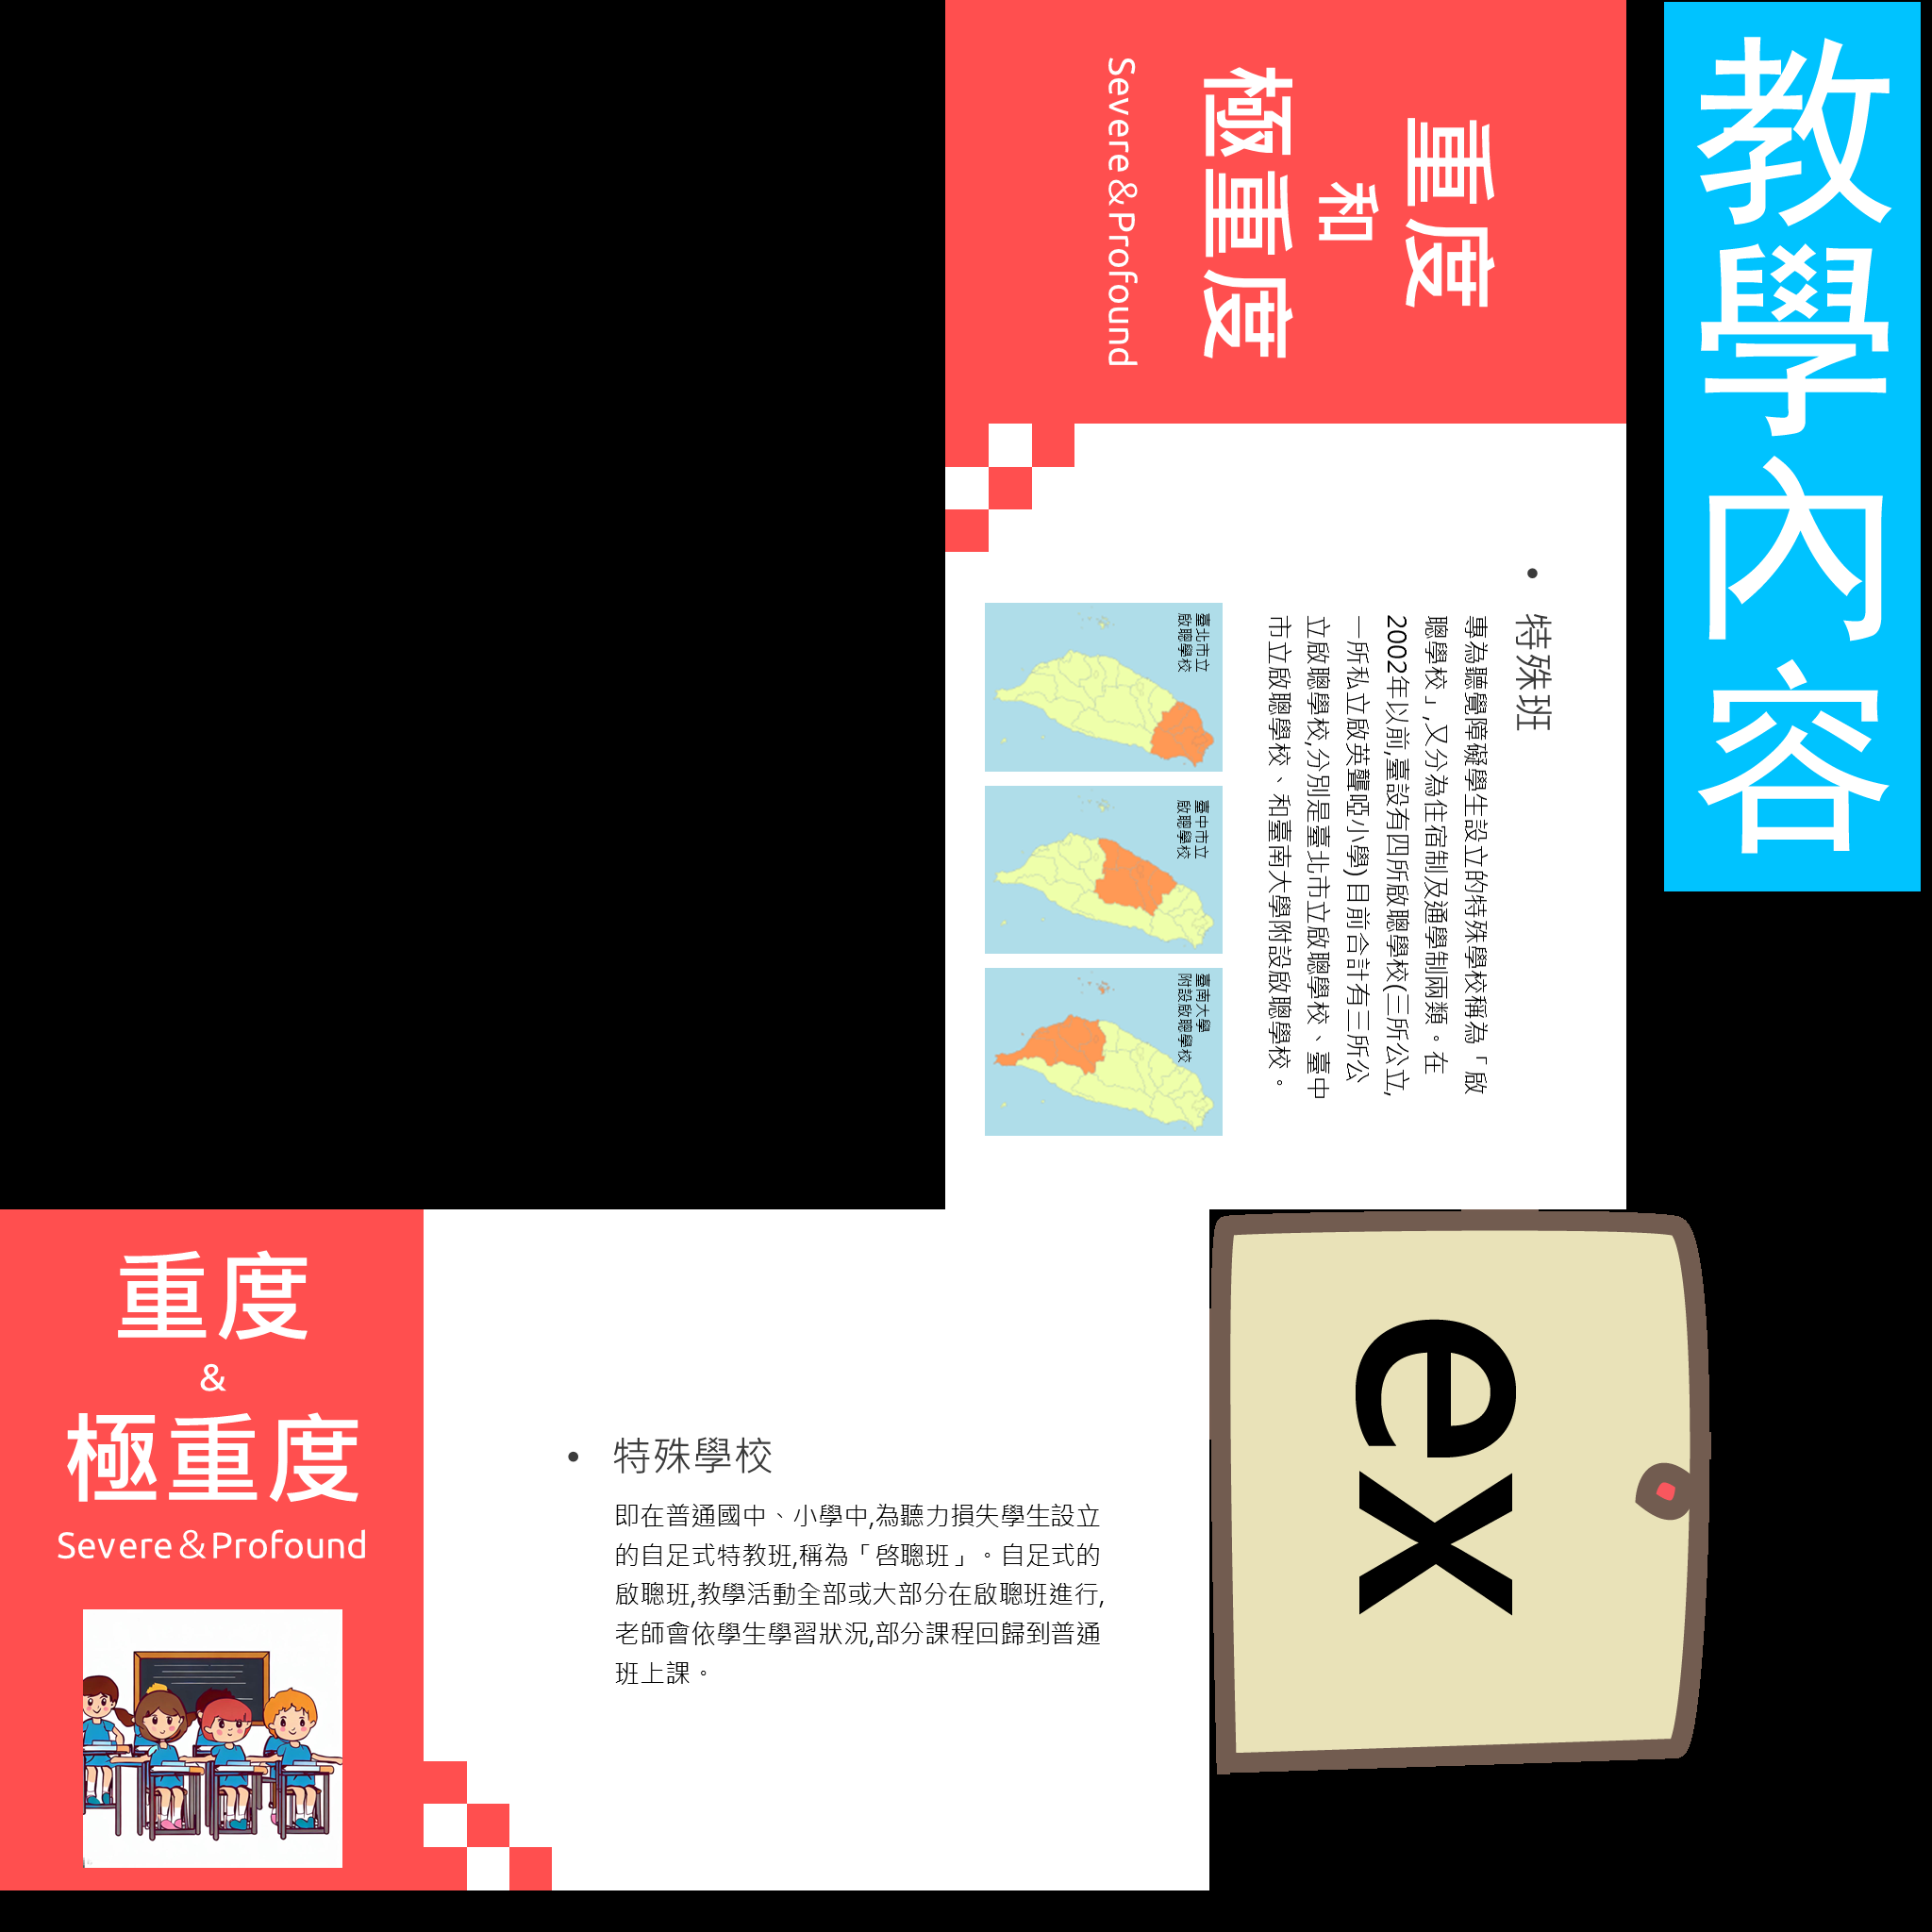 教學內容
重度
和
極重度
Severe&Profound
• 特殊班
專為聽覺障礙學生設立的特殊學校稱為「啟
聰學校」,又分為住宿制及通學制兩類。在
2002年以前,臺設有四所啟聰學校(三所公立,
一所私立啟英聾啞小學)目前合計有三所公
立啟聰學校,分別是臺北市立啟聰學校、臺中
市立啟聰學校、和臺南大學附設啟聰學校。
臺北市立
啟聰學校
臺中市立
啟聰學校
臺南大學
附設啟聰學校
重度
&
極重度
Severe&Profound
• 特殊學校
即在普通國中、小學中,為聽力損失學生設立
的自足式特教班,稱為「啓聰班」。自足式的
啟聰班,教學活動全部或大部分在啟聰班進行,
老師會依學生學習狀況,部分課程回歸到普通
班上課。
ex